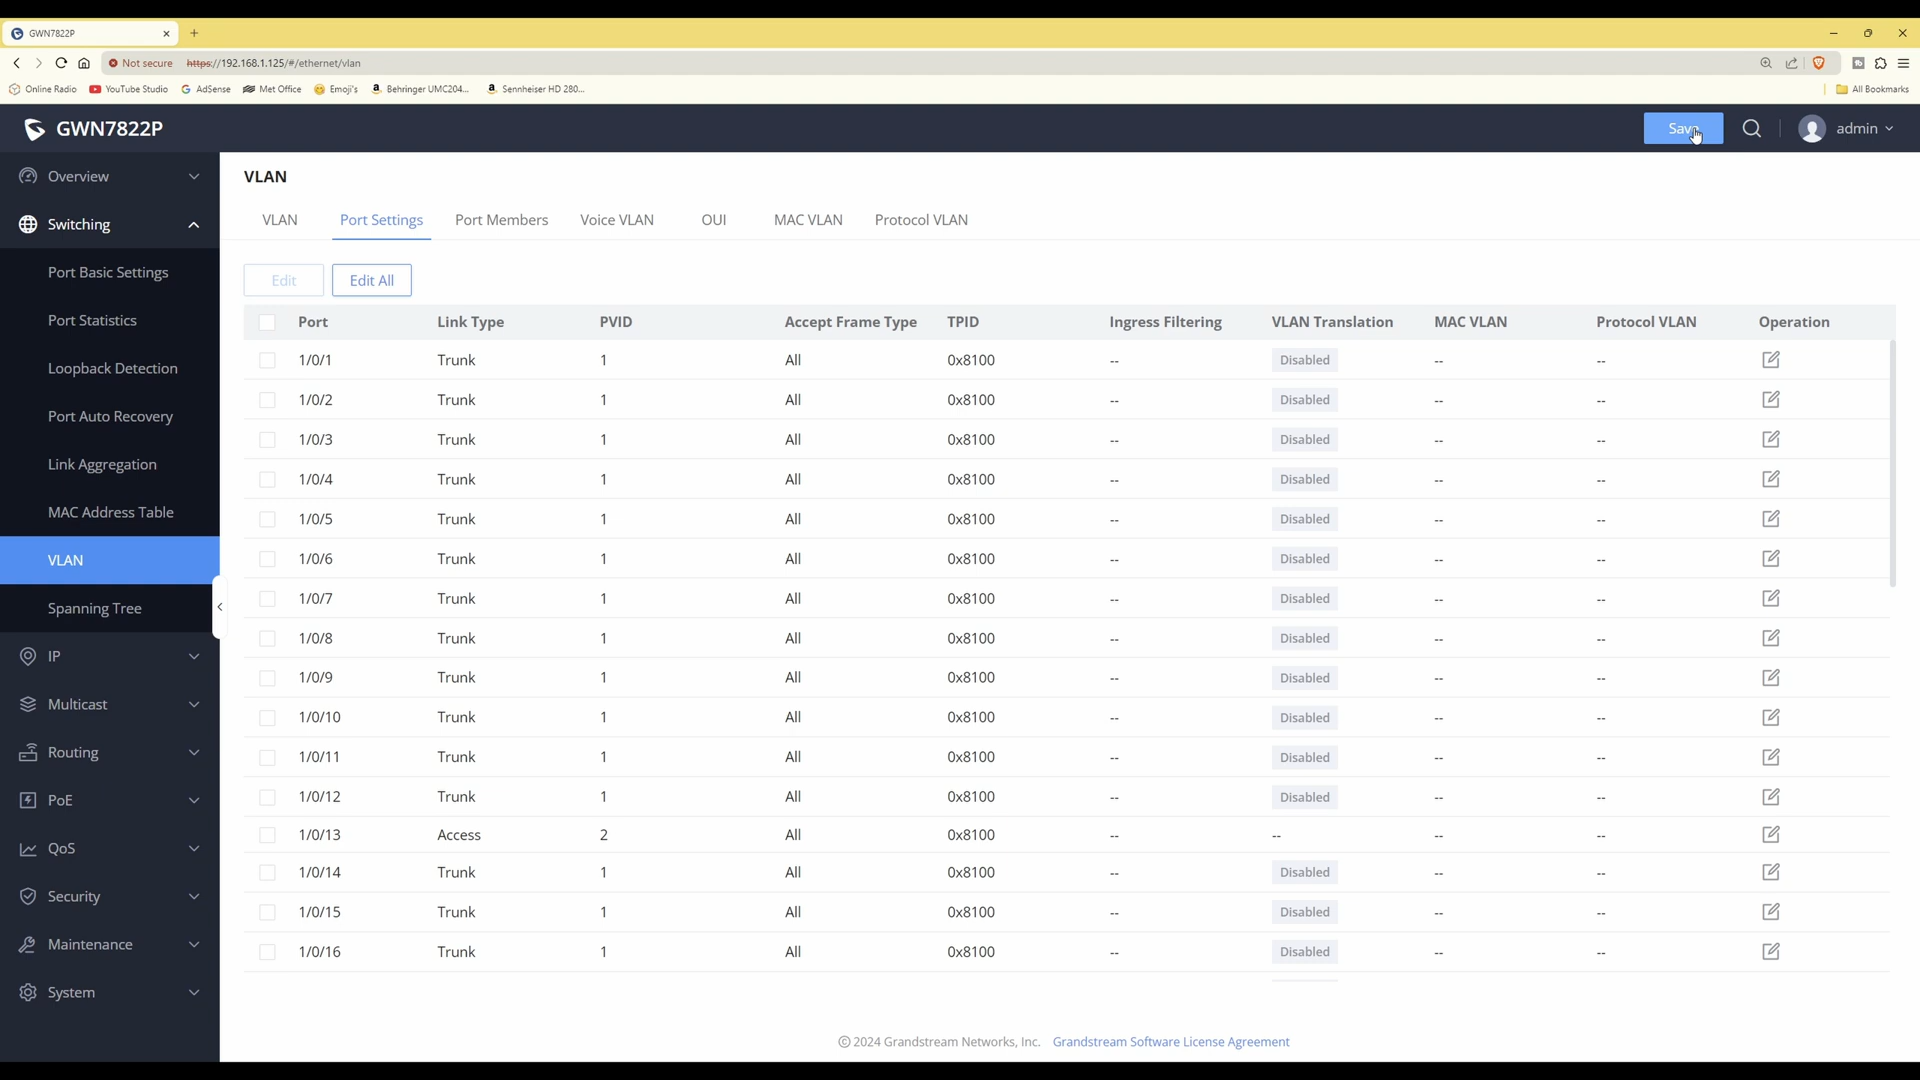 GWN7822P
Not secure https://192.168.1.125/#/ethernet/vlan
Online Radio YouTube Studio AdSense Met Office Emoji's Behringer UMC204... Sennheiser HD 280... All Bookmarks
GWN7822P Save admin
Overview
Switching
Port Basic Settings
Port Statistics
Loopback Detection
Port Auto Recovery
Link Aggregation
MAC Address Table
VLAN
Spanning Tree
IP
Multicast
Routing
PoE
QoS
Security
Maintenance
System
VLAN
VLAN Port Settings Port Members Voice VLAN OUI MAC VLAN Protocol VLAN
Edit Edit All
Port Link Type PVID Accept Frame Type TPID Ingress Filtering VLAN Translation MAC VLAN Protocol VLAN Operation
1/0/1 Trunk 1 All 0x8100 -- Disabled -- --
1/0/2 Trunk 1 All 0x8100 -- Disabled -- --
1/0/3 Trunk 1 All 0x8100 -- Disabled -- --
1/0/4 Trunk 1 All 0x8100 -- Disabled -- --
1/0/5 Trunk 1 All 0x8100 -- Disabled -- --
1/0/6 Trunk 1 All 0x8100 -- Disabled -- --
1/0/7 Trunk 1 All 0x8100 -- Disabled -- --
1/0/8 Trunk 1 All 0x8100 -- Disabled -- --
1/0/9 Trunk 1 All 0x8100 -- Disabled -- --
1/0/10 Trunk 1 All 0x8100 -- Disabled -- --
1/0/11 Trunk 1 All 0x8100 -- Disabled -- --
1/0/12 Trunk 1 All 0x8100 -- Disabled -- --
1/0/13 Access 2 All 0x8100 -- -- -- --
1/0/14 Trunk 1 All 0x8100 -- Disabled -- --
1/0/15 Trunk 1 All 0x8100 -- Disabled -- --
1/0/16 Trunk 1 All 0x8100 -- Disabled -- --
© 2024 Grandstream Networks, Inc. Grandstream Software License Agreement